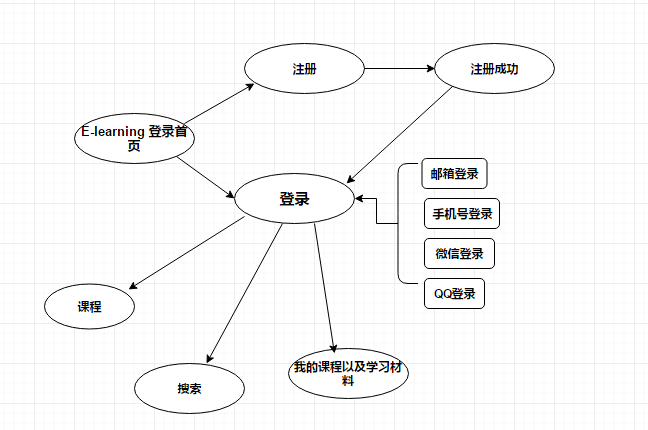 注册
注册成功
E-learning 登录首
页
登录
邮箱登录
手机号登录
微信登录
QQ登录
课程
搜索
我的课程以及学习材
料